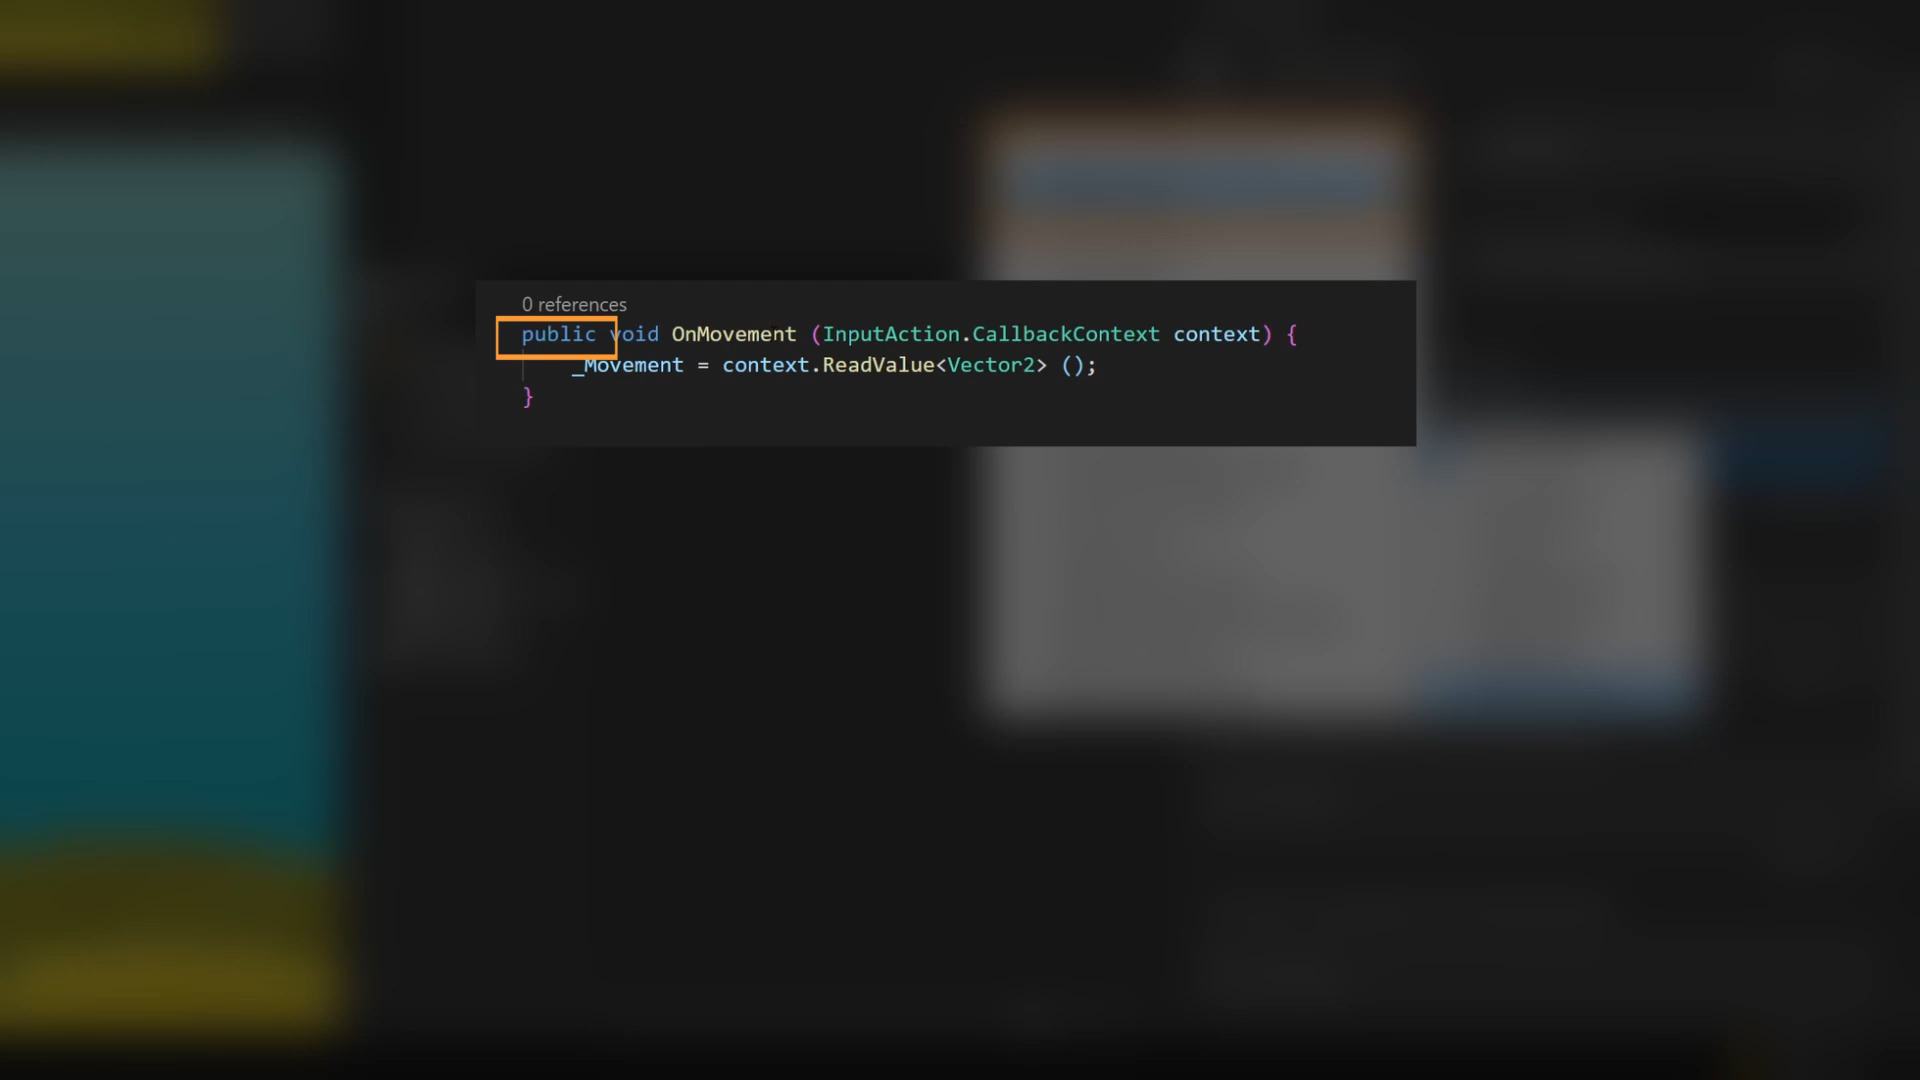 0 references
public void OnMovement (InputAction.CallbackContext context) {
_Movement = context.ReadValue<Vector2> ();
}